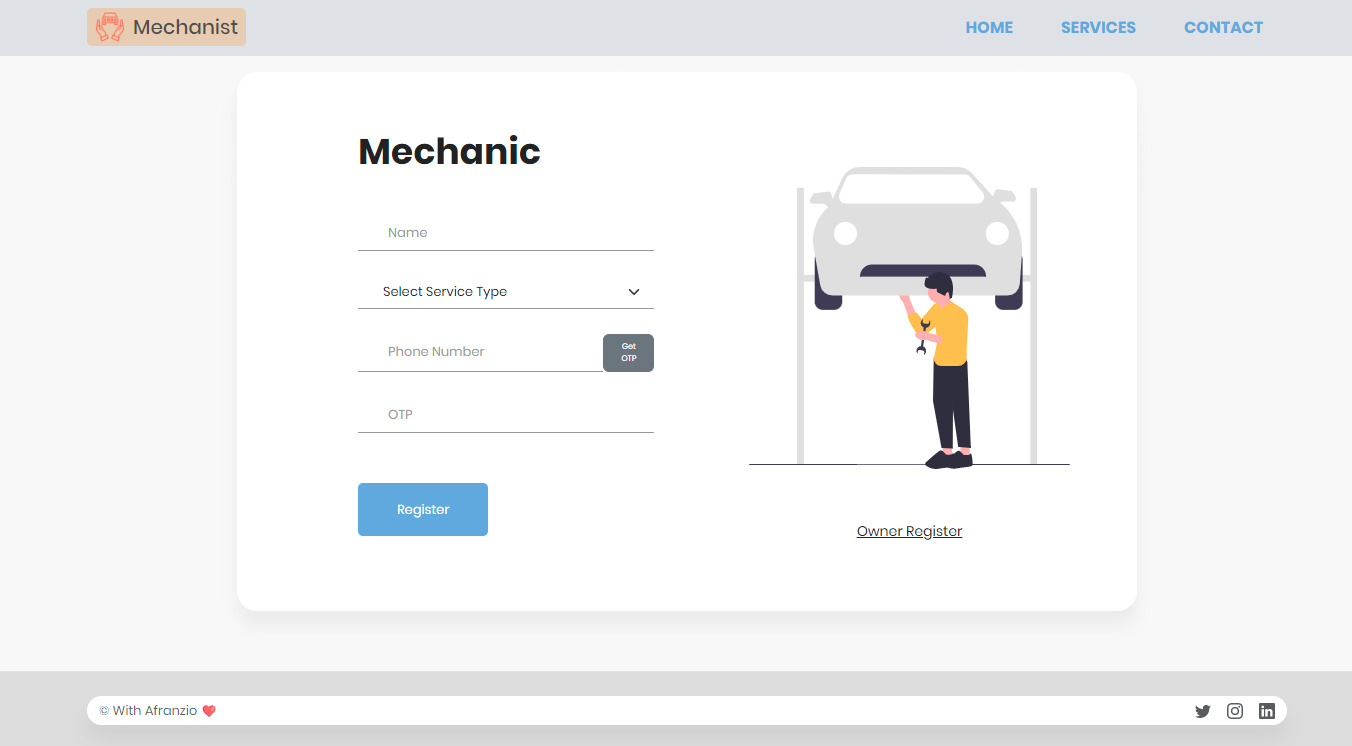 Mechanist
HOME SERVICES CONTACT
Mechanic
Name
Select Service Type
Phone Number
Get
OTP
OTP
Register
Owner Register
© With Afranzio ❤️